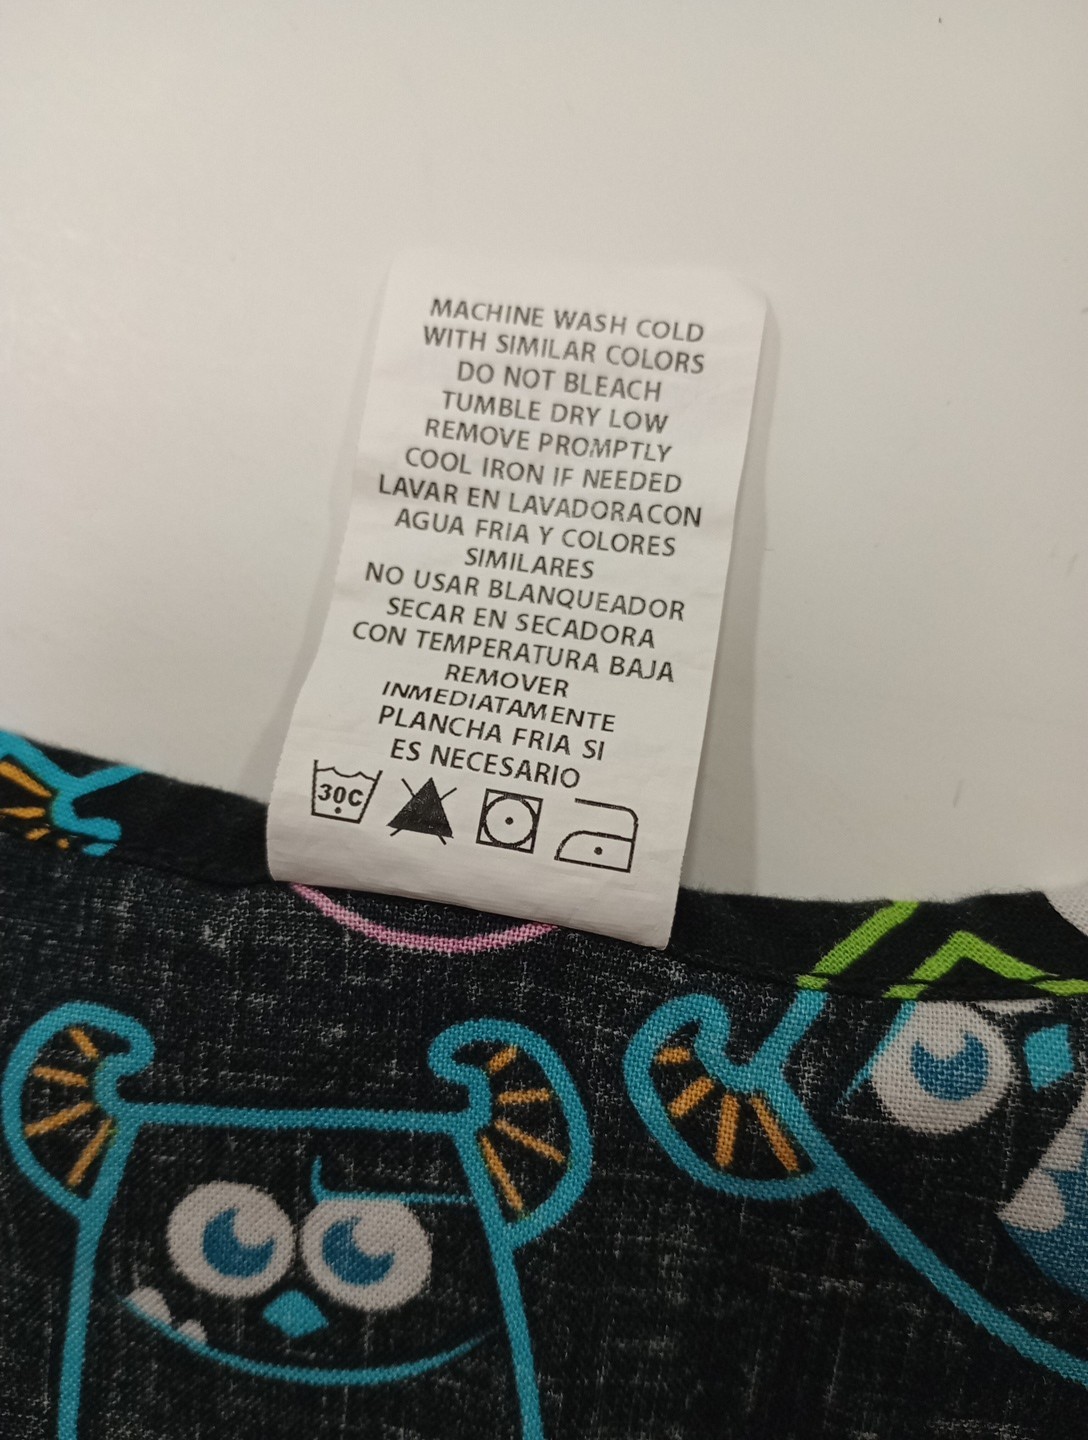 MACHINE WASH COLD
WITH SIMILAR COLORS
DO NOT BLEACH
TUMBLE DRY LOW
REMOVE PROMPTLY
COOL IRON IF NEEDED
LAVAR EN LAVADORACON
AGUA FRIA Y COLORES
SIMILARES
NO USAR BLANQUEADOR
SECAR EN SECADORA
CON TEMPERATURA BAJA
REMOVER
INMEDIATAMENTE
PLANCHA FRIA SI
ES NECESARIO
30C